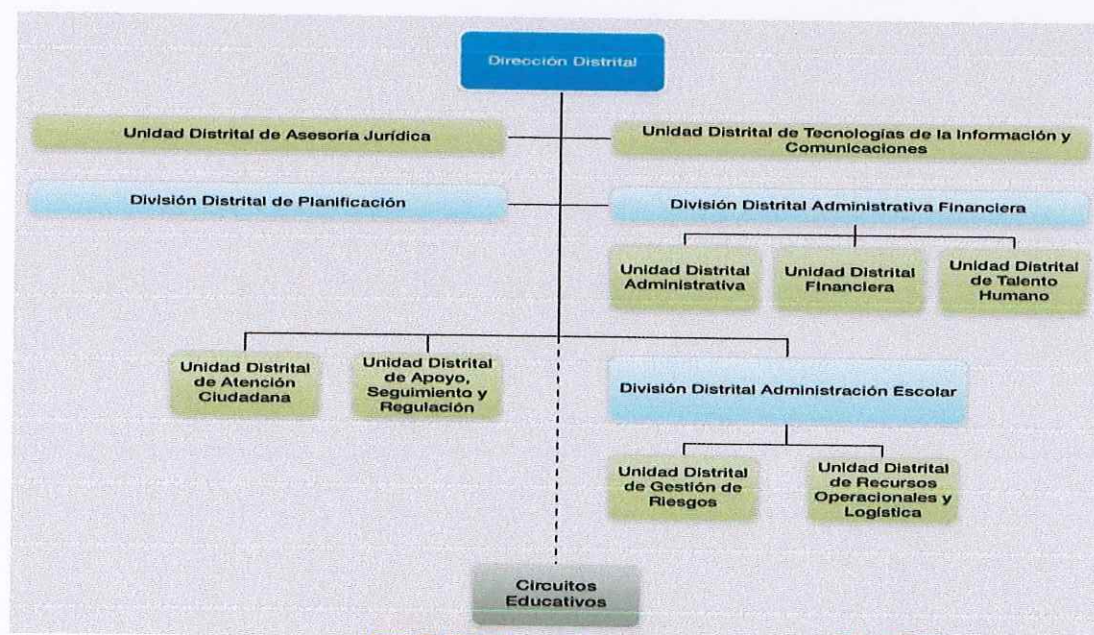 Dirección Distrital
Unidad Distrital de Asesoría Jurídica
Unidad Distrital de Tecnologías de la Información y
Comunicaciones
División Distrital de Planificación
División Distrital Administrativa Financiera
Unidad Distrital
Administrativa
Unidad Distrital
Financiera
Unidad Distrital
de Talento
Humano
Unidad Distrital
de Atención
Ciudadana
Unidad Distrital
de Apoyo,
Seguimiento y
Regulación
División Distrital Administración Escolar
Unidad Distrital
de Gestión de
Riesgos
Unidad Distrital
de Recursos
Operacionales y
Logística
Circuitos
Educativos